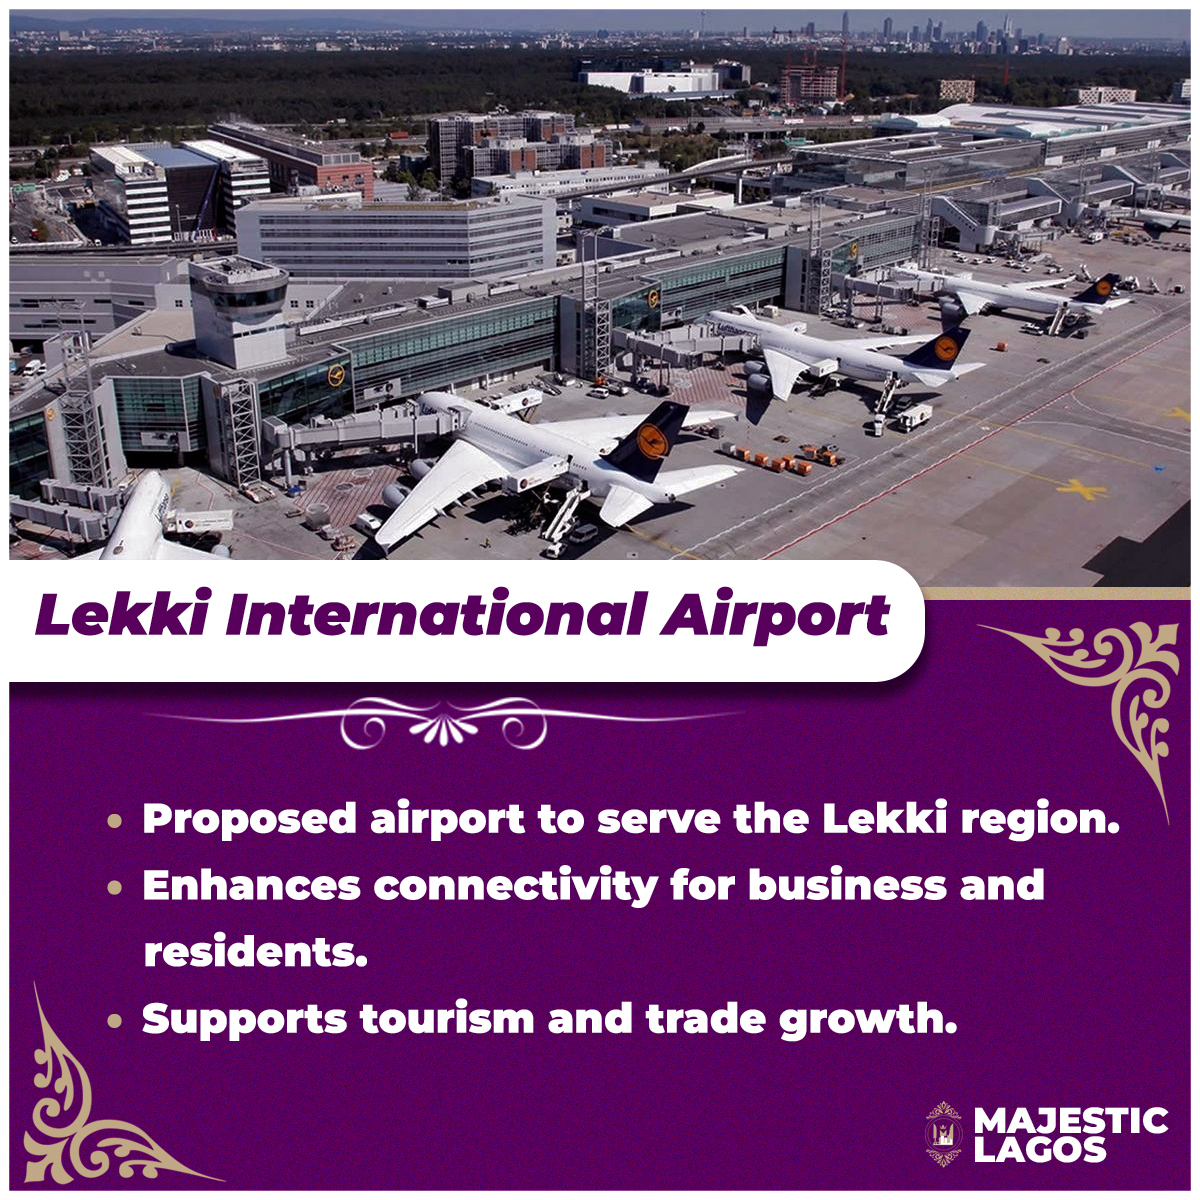 Lekki International Airport
• Proposed airport to serve the Lekki region.
• Enhances connectivity for business and
residents.
• Supports tourism and trade growth.
MAJESTIC
LAGOS